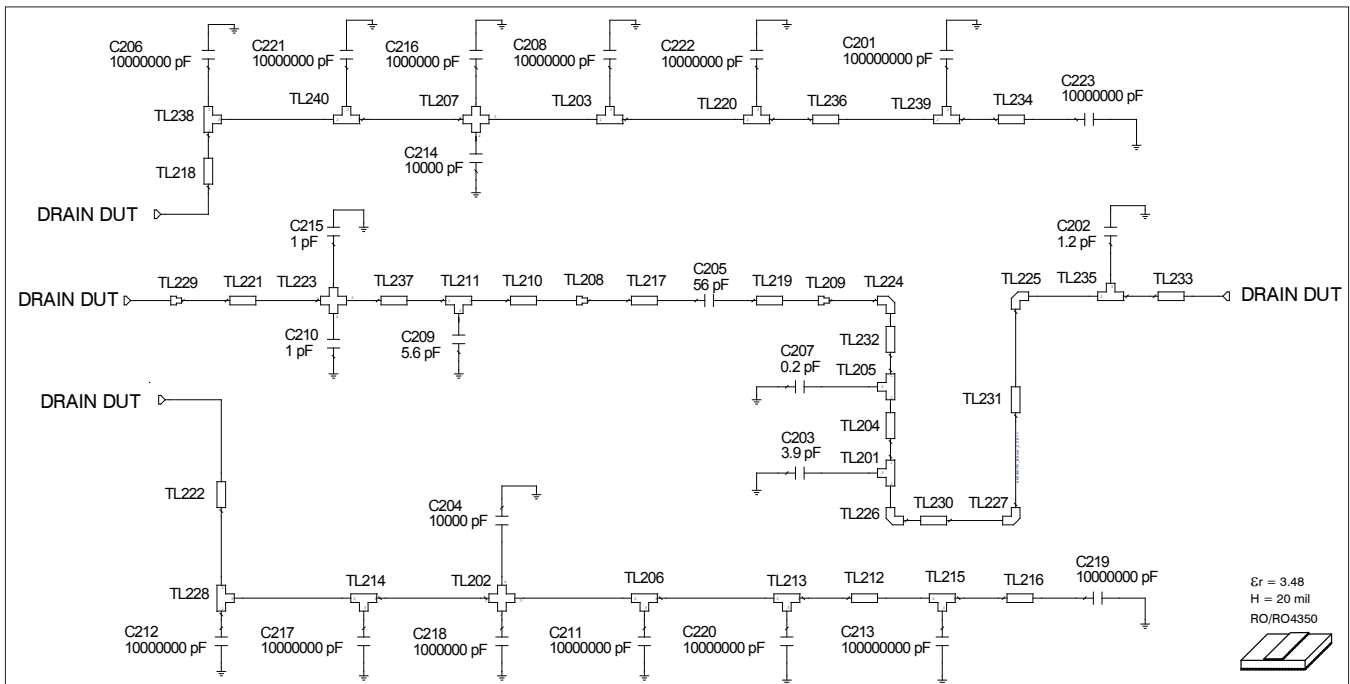 C206
10000000 pF
C221
10000000 pF
C216
1000000 pF
C208
10000000 pF
C222
10000000 pF
C201
100000000 pF
C223
10000000 pF
TL238
TL240
TL207
TL203
TL220
TL236
TL239
TL234
C214
10000 pF
TL218
DRAIN DUT
C215
1 pF
C202
1.2 pF
DRAIN DUT
TL229
TL221
TL223
TL237
TL211
TL210
TL208
TL217
C205
56 pF
TL219
TL209
TL224
TL225
TL235
TL233
DRAIN DUT
C210
1 pF
C209
5.6 pF
TL232
C207
0.2 pF
TL205
DRAIN DUT
TL231
TL204
C203
3.9 pF
TL201
TL222
C204
10000 pF
TL226
TL230
TL227
TL228
TL214
TL202
TL206
TL213
TL212
TL215
TL216
C219
10000000 pF
C212
10000000 pF
C217
10000000 pF
C218
1000000 pF
C211
10000000 pF
C220
10000000 pF
C213
100000000 pF
Ɛr = 3.48
H = 20 mil
RO/RO4350